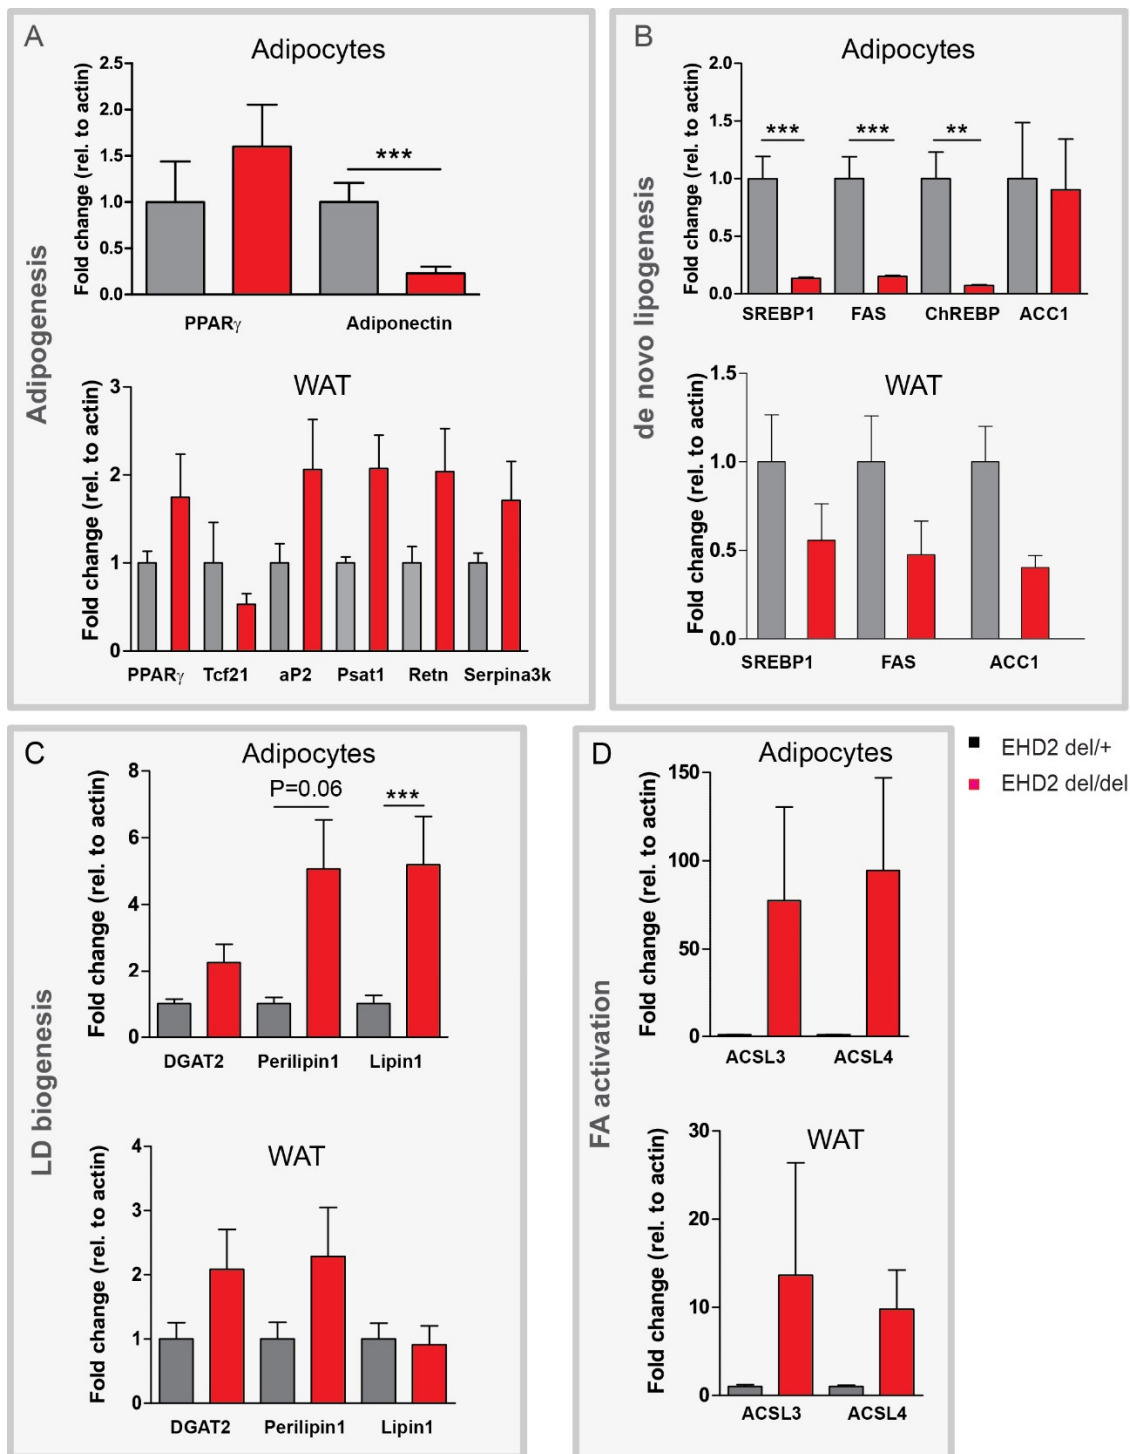 A
Adipogenesis
Adipocytes
Fold change (rel. to actin)
2.5
2.0
1.5
1.0
0.5
0.0
***
PPARγ Adiponectin
WAT
Fold change (rel. to actin)
3
2
1
0
PPARγ Tcf21 aP2 Psat1 Retn Serpina3k
B
de novo lipogenesis
Adipocytes
Fold change (rel. to actin)
2.0
1.5
1.0
0.5
0.0
*** *** **
SREBP1 FAS ChREBP ACC1
WAT
Fold change (rel. to actin)
1.5
1.0
0.5
0.0
SREBP1 FAS ACC1
C
LD biogenesis
Adipocytes
Fold change (rel. to actin)
8
6
4
2
0
P=0.06 ***
DGAT2 Perilipin1 Lipin1
WAT
Fold change (rel. to actin)
4
3
2
1
0
DGAT2 Perilipin1 Lipin1
D
FA activation
Adipocytes
Fold change (rel. to actin)
150
100
50
0
ACSL3 ACSL4
WAT
Fold change (rel. to actin)
30
20
10
0
ACSL3 ACSL4
EHD2 del/+
EHD2 del/del